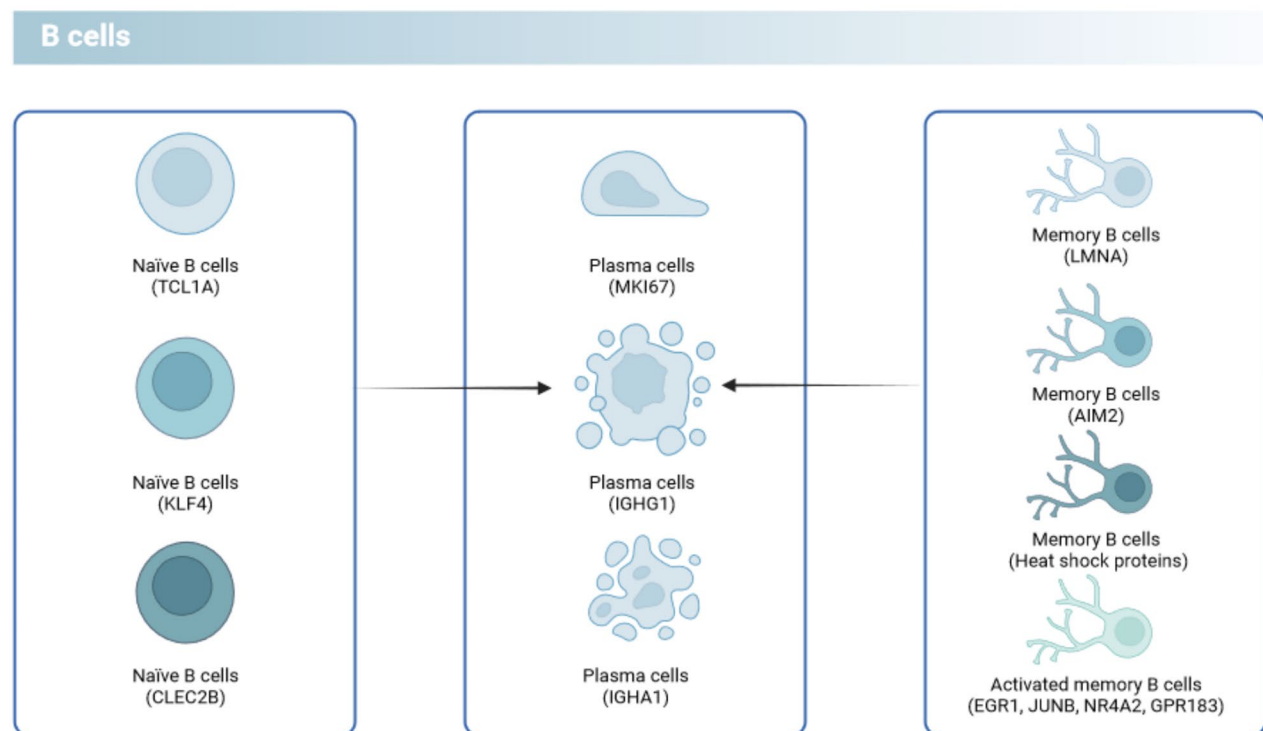 B cells
Naïve B cells
(TCL1A)
Naïve B cells
(KLF4)
Naïve B cells
(CLEC2B)
Plasma cells
(MKI67)
Plasma cells
(IGHG1)
Plasma cells
(IGHA1)
Memory B cells
(LMNA)
Memory B cells
(AIM2)
Memory B cells
(Heat shock proteins)
Activated memory B cells
(EGR1, JUNB, NR4A2, GPR183)